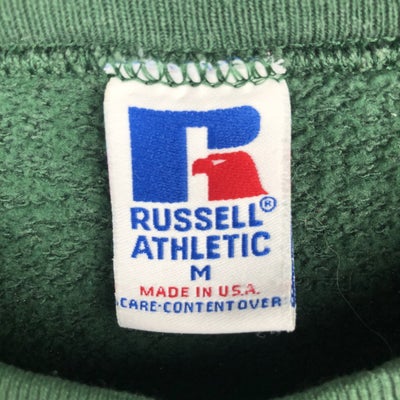 R
RUSSELL®
ATHLETIC
M
MADE IN U.S.A.
CARE-CONTENT OVER